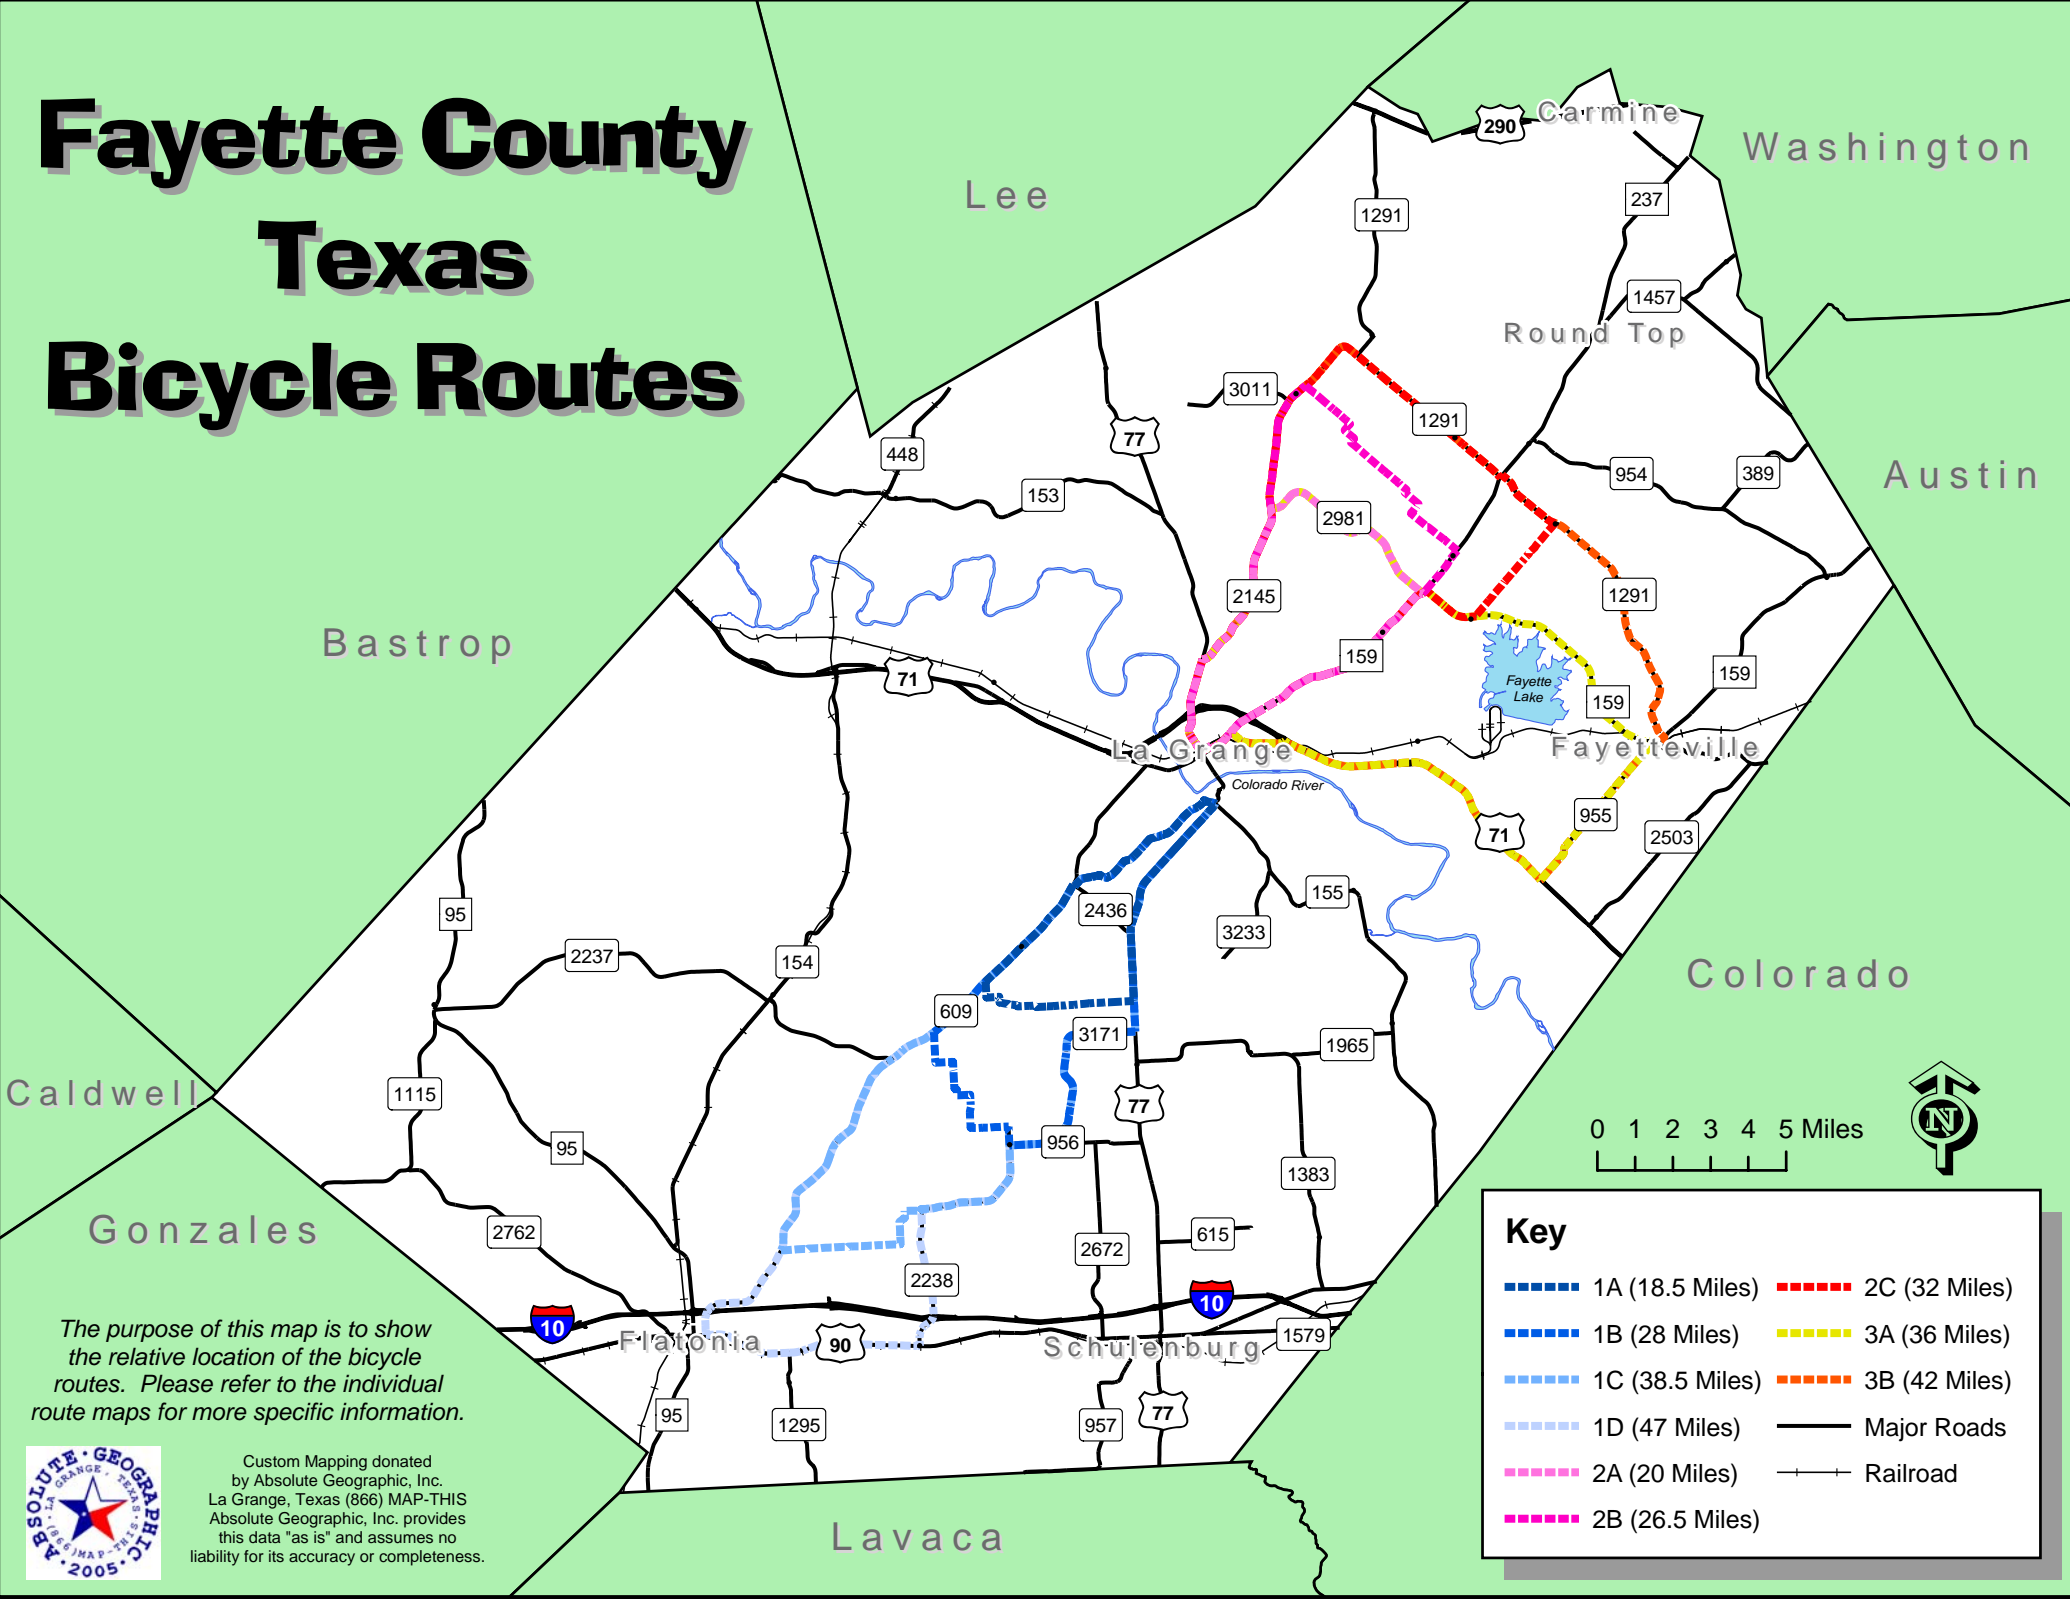 Fayette County
Texas
Bicycle Routes
Lee
Washington
Austin
Bastrop
Caldwell
Gonzales
Colorado
Lavaca
Carmine
290
1291
237
1457
Round Top
3011
77
1291
448
153
954
389
2981
2145
1291
159
159
71
Fayette
Lake
159
La Grange
Fayetteville
Colorado River
955
71
2503
95
2436
155
3233
2237
154
609
3171
1965
1115
77
95
956
1383
2762
2672
615
2238
10
10
Flatonia
90
Schulenburg
1579
95
1295
957
77
0 1 2 3 4 5 Miles
N
Key
1A (18.5 Miles)
1B (28 Miles)
1C (38.5 Miles)
1D (47 Miles)
2A (20 Miles)
2B (26.5 Miles)
2C (32 Miles)
3A (36 Miles)
3B (42 Miles)
Major Roads
Railroad
The purpose of this map is to show
the relative location of the bicycle
routes. Please refer to the individual
route maps for more specific information.
ABSOLUTE · GEOGRAPHIC
· 2005 ·
LA GRANGE, TEXAS
(866) MAP-THIS
Custom Mapping donated
by Absolute Geographic, Inc.
La Grange, Texas (866) MAP-THIS
Absolute Geographic, Inc. provides
this data "as is" and assumes no
liability for its accuracy or completeness.